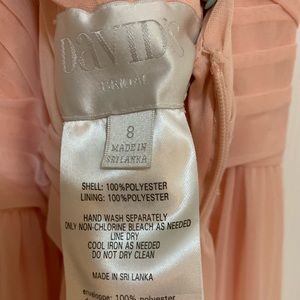 DAVID'S
BRIDAL
8
MADE IN
SRI LANKA
SHELL: 100%POLYESTER
LINING: 100%POLYESTER
HAND WASH SEPARATELY
ONLY NON-CHLORINE BLEACH AS NEEDED
LINE DRY
COOL IRON AS NEEDED
DO NOT DRY CLEAN
MADE IN SRI LANKA
enveloppe: 100% polyester